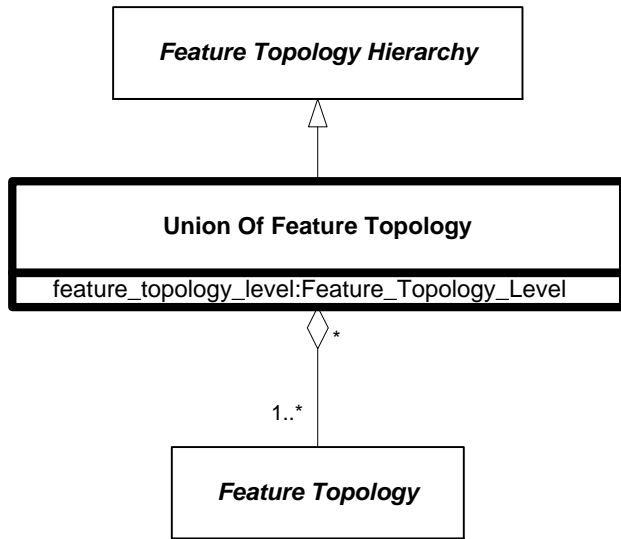 Feature Topology Hierarchy
Union Of Feature Topology
feature_topology_level:Feature_Topology_Level
*
1..*
Feature Topology